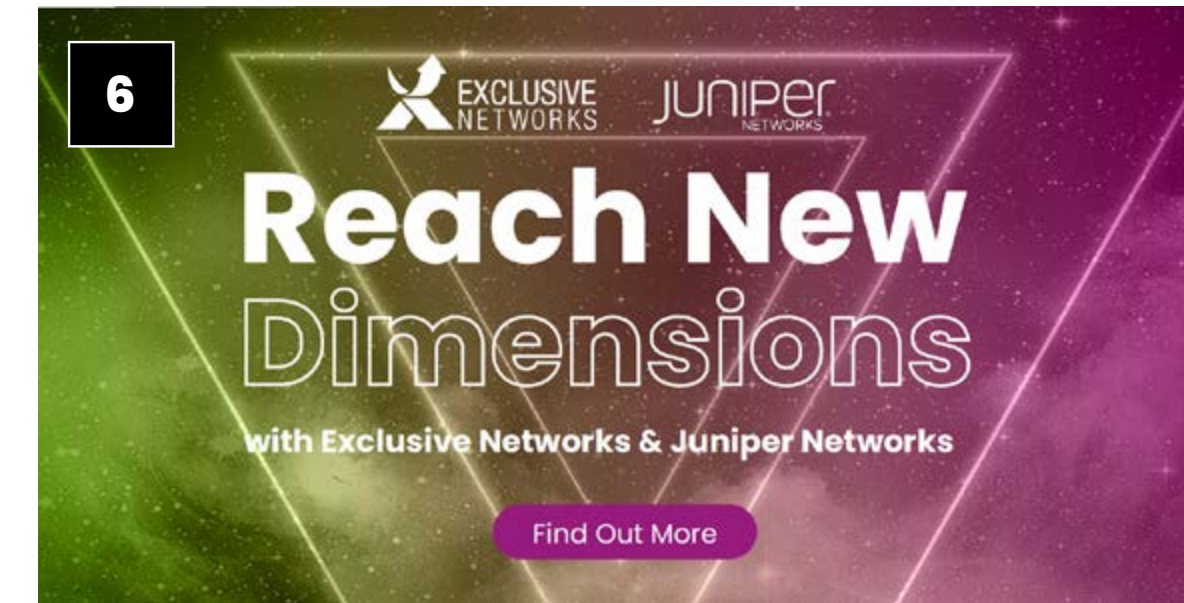 6
EXCLUSIVE
NETWORKS
JUNIPer
NETWORKS
Reach New
Dimensions
with Exclusive Networks & Juniper Networks
Find Out More